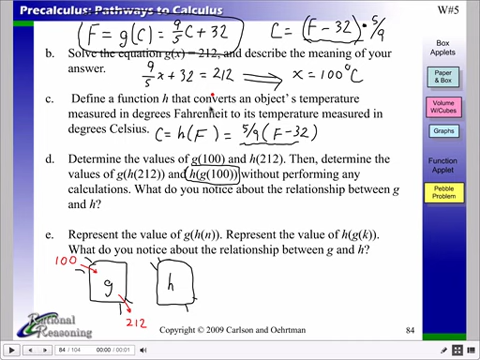 Precalculus: Pathways to Calculus W#5
F = g(C) = 9/5 C + 32 C = (F - 32) · 5/9
b. Solve the equation g(x) = 212, and describe the meaning of your
answer.
9/5 x + 32 = 212 ⟹ x = 100°C
c. Define a function h that converts an object's temperature
measured in degrees Fahrenheit to its temperature measured in
degrees Celsius. C = h(F) = 5/9(F - 32)
d. Determine the values of g(100) and h(212). Then, determine the
values of g(h(212)) and h(g(100)) without performing any
calculations. What do you notice about the relationship between g
and h?
e. Represent the value of g(h(n)). Represent the value of h(g(k)).
What do you notice about the relationship between g and h?
100
g h
212
Rational
Reasoning
Copyright © 2009 Carlson and Oehrtman 84
Box
Applets
Paper
& Box
Volume
W/Cubes
Graphs
Function
Applet
Pebble
Problem
84 / 104 00:00 / 00:01